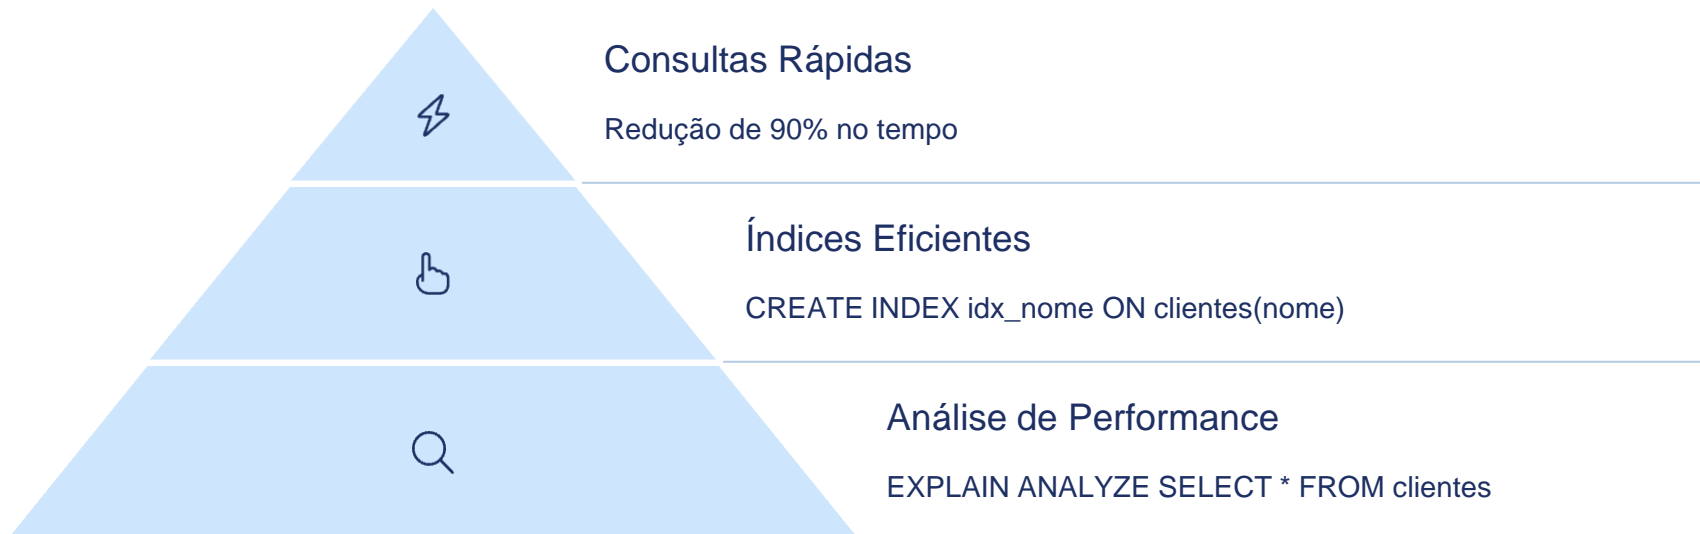 Consultas Rápidas
Redução de 90% no tempo
Índices Eficientes
CREATE INDEX idx_nome ON clientes(nome)
Análise de Performance
EXPLAIN ANALYZE SELECT * FROM clientes